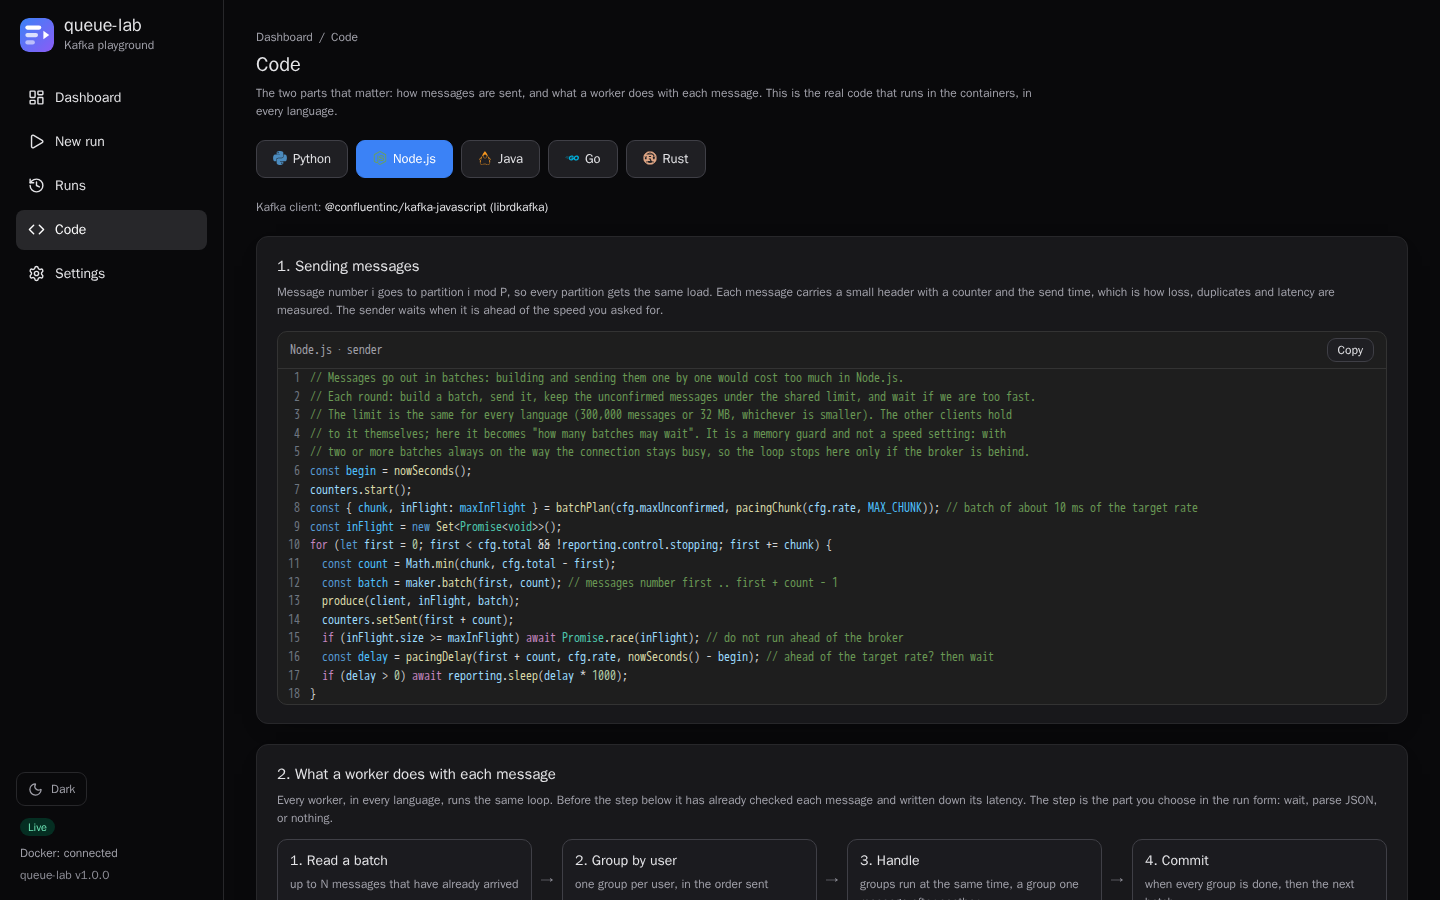 queue-lab
Kafka playground
Dashboard
New run
Runs
Code
Settings
Dark
Live
Docker: connected
queue-lab v1.0.0
Dashboard / Code
Code
The two parts that matter: how messages are sent, and what a worker does with each message. This is the real code that runs in the containers, in
every language.
Python
Node.js
Java
Go
Rust
Kafka client: @confluentinc/kafka-javascript (librdkafka)
1. Sending messages
Message number i goes to partition i mod P, so every partition gets the same load. Each message carries a small header with a counter and the send time, which is how loss, duplicates and latency are
measured. The sender waits when it is ahead of the speed you asked for.
Node.js · sender
Copy
1 // Messages go out in batches: building and sending them one by one would cost too much in Node.js.
2 // Each round: build a batch, send it, keep the unconfirmed messages under the shared limit, and wait if we are too fast.
3 // The limit is the same for every language (300,000 messages or 32 MB, whichever is smaller). The other clients hold
4 // to it themselves; here it becomes "how many batches may wait". It is a memory guard and not a speed setting: with
5 // two or more batches always on the way the connection stays busy, so the loop stops here only if the broker is behind.
6 const begin = nowSeconds();
7 counters.start();
8 const { chunk, inFlight: maxInFlight } = batchPlan(cfg.maxUnconfirmed, pacingChunk(cfg.rate, MAX_CHUNK)); // batch of about 10 ms of the target rate
9 const inFlight = new Set<Promise<void>>();
10 for (let first = 0; first < cfg.total && !reporting.control.stopping; first += chunk) {
11   const count = Math.min(chunk, cfg.total - first);
12   const batch = maker.batch(first, count); // messages number first .. first + count - 1
13   produce(client, inFlight, batch);
14   counters.setSent(first + count);
15   if (inFlight.size >= maxInFlight) await Promise.race(inFlight); // do not run ahead of the broker
16   const delay = pacingDelay(first + count, cfg.rate, nowSeconds() - begin); // ahead of the target rate? then wait
17   if (delay > 0) await reporting.sleep(delay * 1000);
18 }
2. What a worker does with each message
Every worker, in every language, runs the same loop. Before the step below it has already checked each message and written down its latency. The step is the part you choose in the run form: wait, parse JSON,
or nothing.
1. Read a batch
up to N messages that have already arrived
→
2. Group by user
one group per user, in the order sent
→
3. Handle
groups run at the same time, a group one
→
4. Commit
when every group is done, then the next